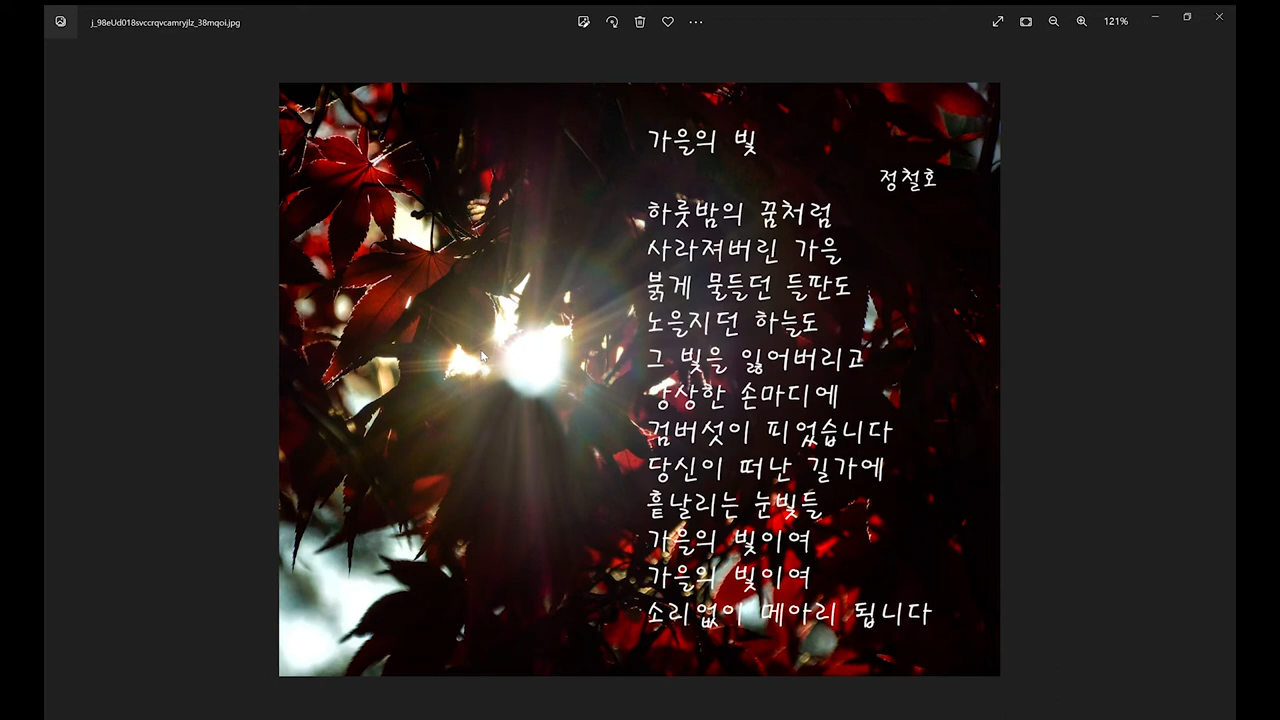 j_98eUd018svccrqvcamryjlz_38mqoi.jpg
121%
가을의 빛
정철호
하룻밤의 꿈처럼
사라져버린 가을
붉게 물들던 들판도
노을지던 하늘도
그 빛을 잃어버리고
앙상한 손마디에
검버섯이 피었습니다
당신이 떠난 길가에
흩날리는 눈빛들
가을의 빛이여
가을의 빛이여
소리없이 메아리 됩니다